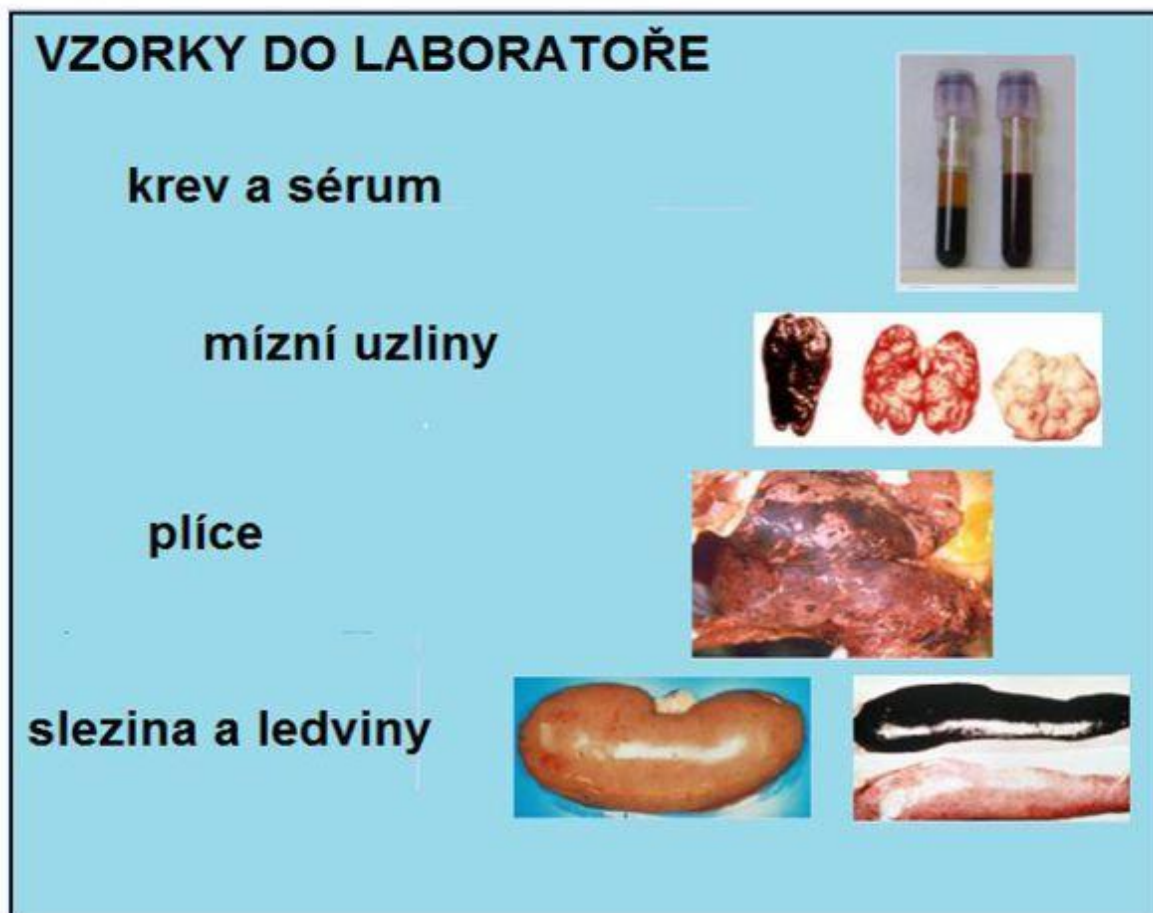 VZORKY DO LABORATOŘE
krev a sérum
mízní uzliny
plíce
slezina a ledviny